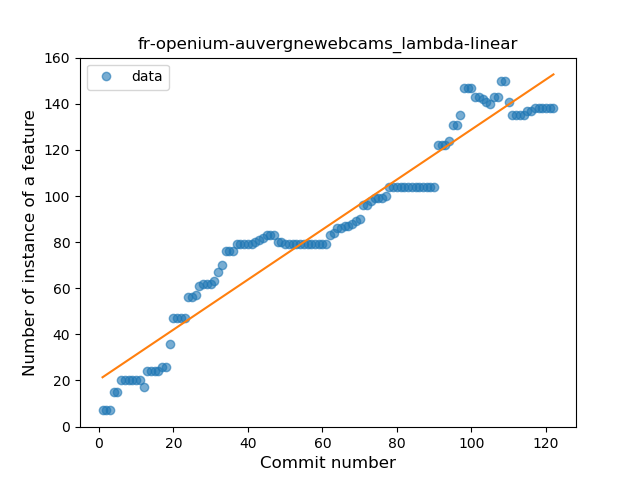 fr-openium-auvergnewebcams_lambda-linear
data
Number of instance of a feature
160
140
120
100
80
60
40
20
0
0 20 40 60 80 100 120
Commit number